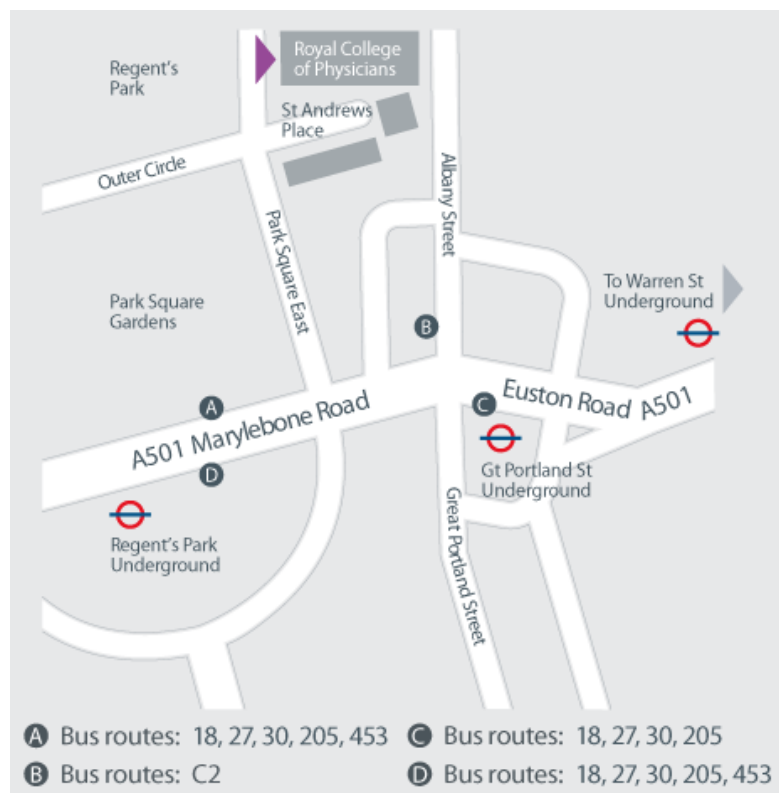 Royal College
of Physicians
Regent's
Park
St Andrews
Place
Outer Circle
Albany Street
Park Square East
To Warren St
Underground
Park Square
Gardens
B
A
C
Euston Road A501
A501 Marylebone Road
D
Gt Portland St
Underground
Great Portland Street
Regent's Park
Underground
A Bus routes: 18, 27, 30, 205, 453
C Bus routes: 18, 27, 30, 205
B Bus routes: C2
D Bus routes: 18, 27, 30, 205, 453